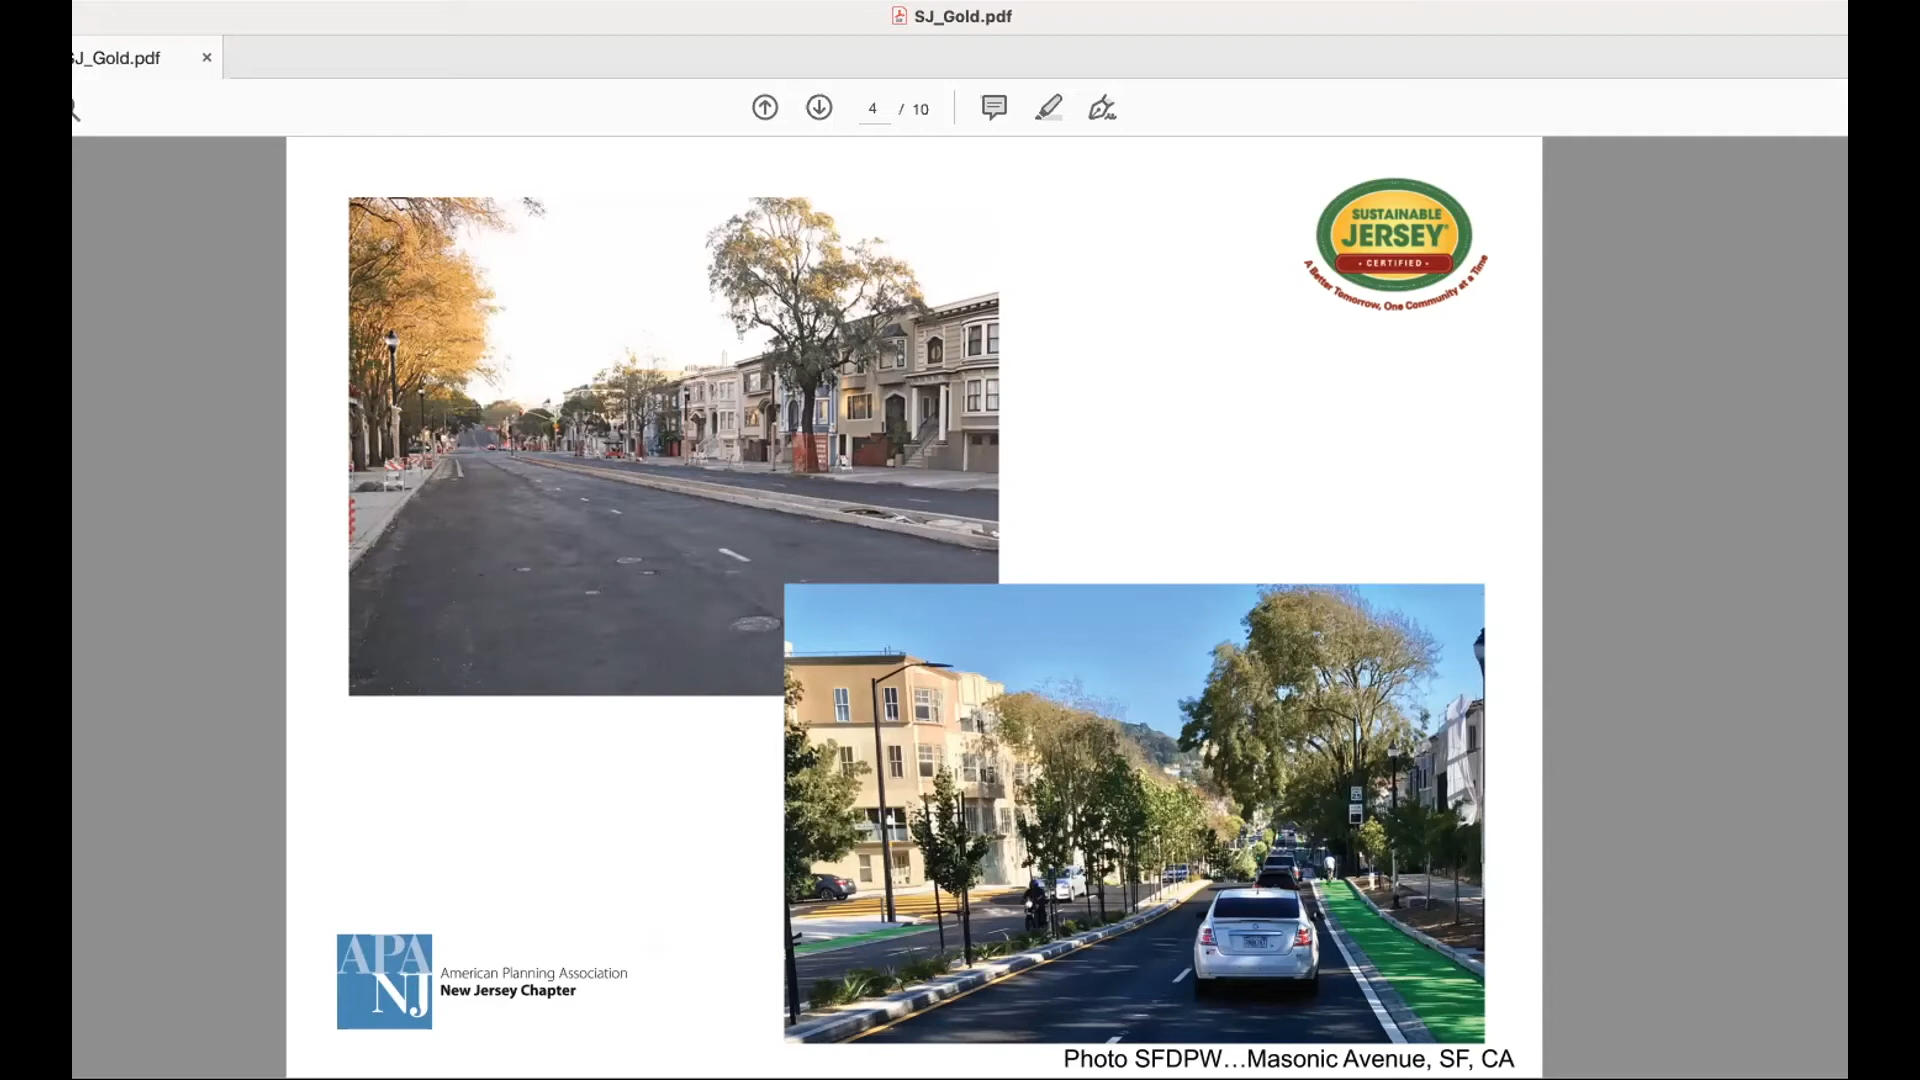 SJ_Gold.pdf
SJ_Gold.pdf
4 / 10
SUSTAINABLE
JERSEY
CERTIFIED
A Better Tomorrow, One Community at a Time
APA
NJ
American Planning Association
New Jersey Chapter
Photo SFDPW…Masonic Avenue, SF, CA